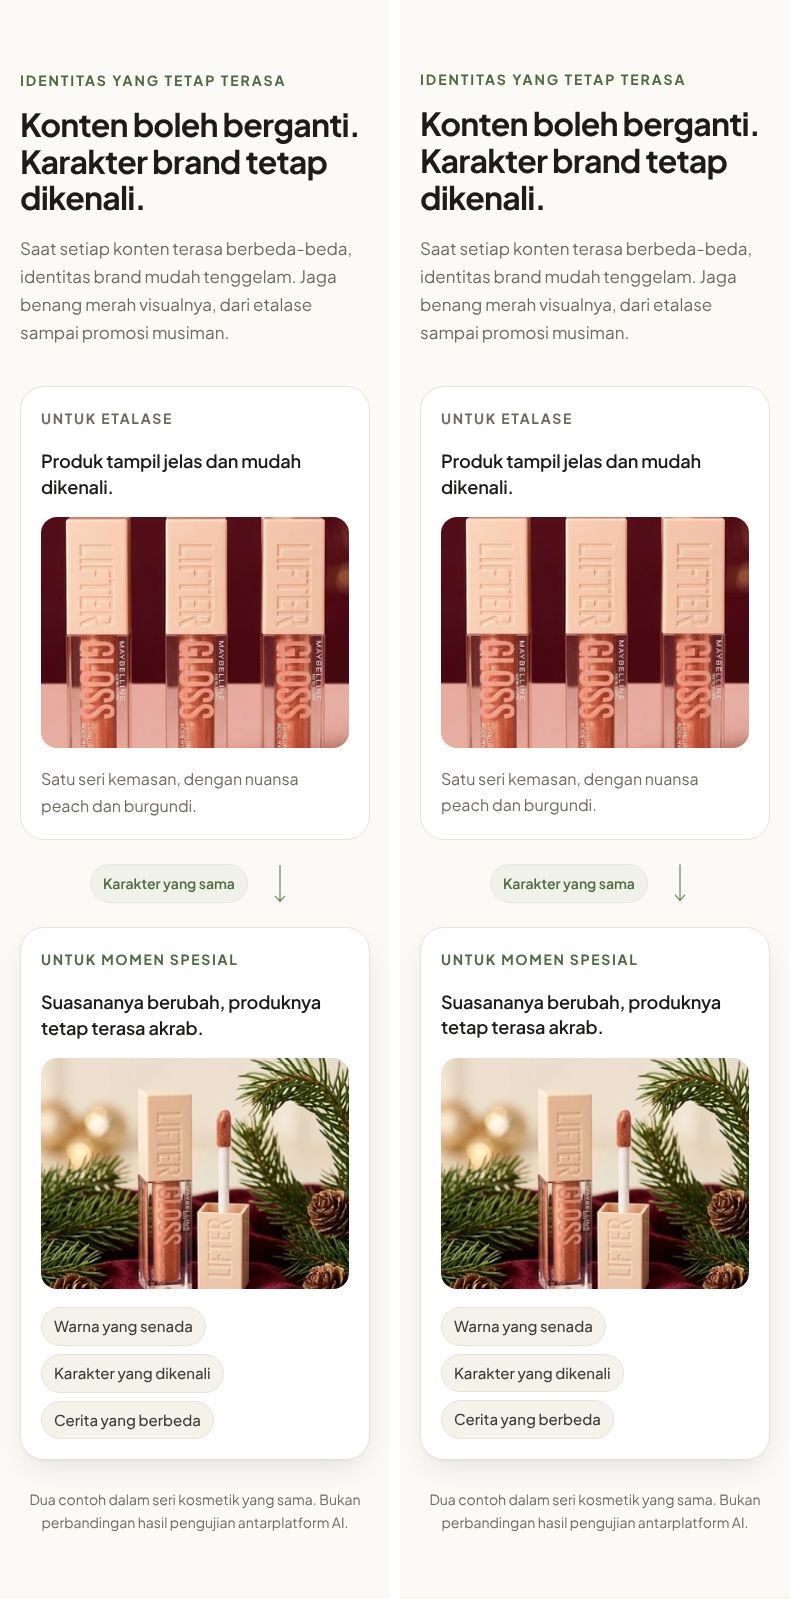 IDENTITAS YANG TETAP TERASA
Konten boleh berganti.
Karakter brand tetap
dikenali.
Saat setiap konten terasa berbeda-beda,
identitas brand mudah tenggelam. Jaga
benang merah visualnya, dari etalase
sampai promosi musiman.
UNTUK ETALASE
Produk tampil jelas dan mudah
dikenali.
LIFTER
GLOSS
MAYBELLINE
LIFTER
GLOSS
MAYBELLINE
LIFTER
GLOSS
MAYBELLINE
Satu seri kemasan, dengan nuansa
peach dan burgundi.
Karakter yang sama
UNTUK MOMEN SPESIAL
Suasananya berubah, produknya
tetap terasa akrab.
LIFTER
GLOSS
MAYBELLINE
LIFTER
Warna yang senada
Karakter yang dikenali
Cerita yang berbeda
Dua contoh dalam seri kosmetik yang sama. Bukan
perbandingan hasil pengujian antarplatform AI.
IDENTITAS YANG TETAP TERASA
Konten boleh berganti.
Karakter brand tetap
dikenali.
Saat setiap konten terasa berbeda-beda,
identitas brand mudah tenggelam. Jaga
benang merah visualnya, dari etalase
sampai promosi musiman.
UNTUK ETALASE
Produk tampil jelas dan mudah
dikenali.
LIFTER
GLOSS
MAYBELLINE
LIFTER
GLOSS
MAYBELLINE
LIFTER
GLOSS
MAYBELLINE
Satu seri kemasan, dengan nuansa
peach dan burgundi.
Karakter yang sama
UNTUK MOMEN SPESIAL
Suasananya berubah, produknya
tetap terasa akrab.
LIFTER
GLOSS
MAYBELLINE
LIFTER
Warna yang senada
Karakter yang dikenali
Cerita yang berbeda
Dua contoh dalam seri kosmetik yang sama. Bukan
perbandingan hasil pengujian antarplatform AI.